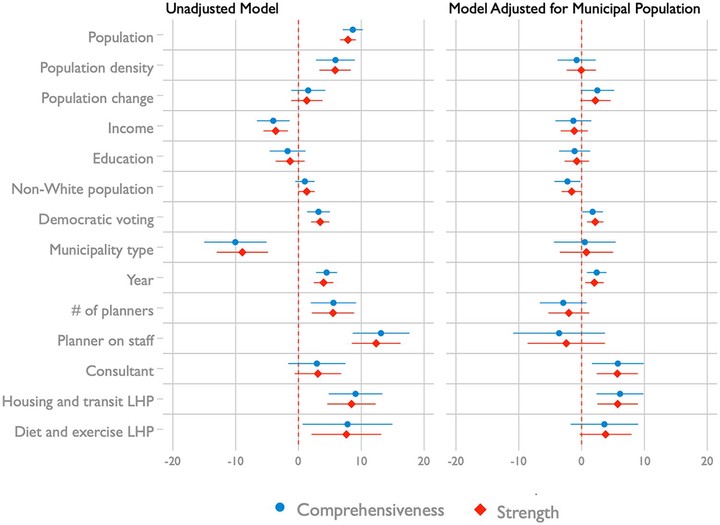 Unadjusted Model
Model Adjusted for Municipal Population
Population
Population density
Population change
Income
Education
Non-White population
Democratic voting
Municipality type
Year
# of planners
Planner on staff
Consultant
Housing and transit LHP
Diet and exercise LHP
-20 -10 0 10 20
-20 -10 0 10 20
Comprehensiveness
Strength